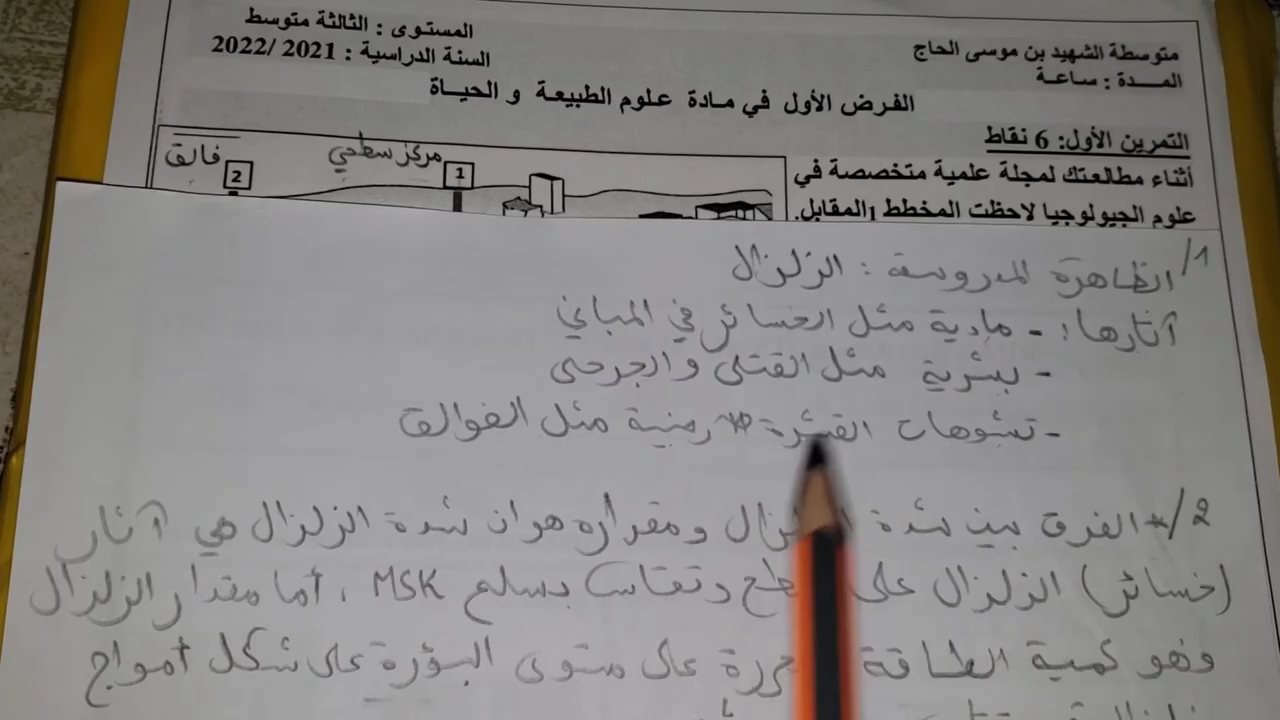 متوسطة الشهيد بن موسى الحاج
المستوى : الثالثة متوسط
المـدة : ساعـة
السنة الدراسية : 2021 /2022
الفرض الأول في مادة علوم الطبيعة و الحياة
التمرين الأول: 6 نقاط
أثناء مطالعتك لمجلة علمية متخصصة في
علوم الجيولوجيا لاحظت المخطط المقابل.
مركز سطحي
1
فالق
2
1/ الظاهرة المدروسة : الزلزال
آثارها : - مادية مثل الخسائر في المباني
- بشرية مثل القتلى والجرحى
- تشوهات القشرة رضية مثل الفوالق
2/* الفرق بين شدة الزلزال ومقداره هو ان شدة الزلزال هي آثار
(خسائر) الزلزال على السطح وتقاس بسلم MSK ، أما مقدار الزلزال
فهو كمية الطاقة المحررة على مستوى البؤرة على شكل أمواج